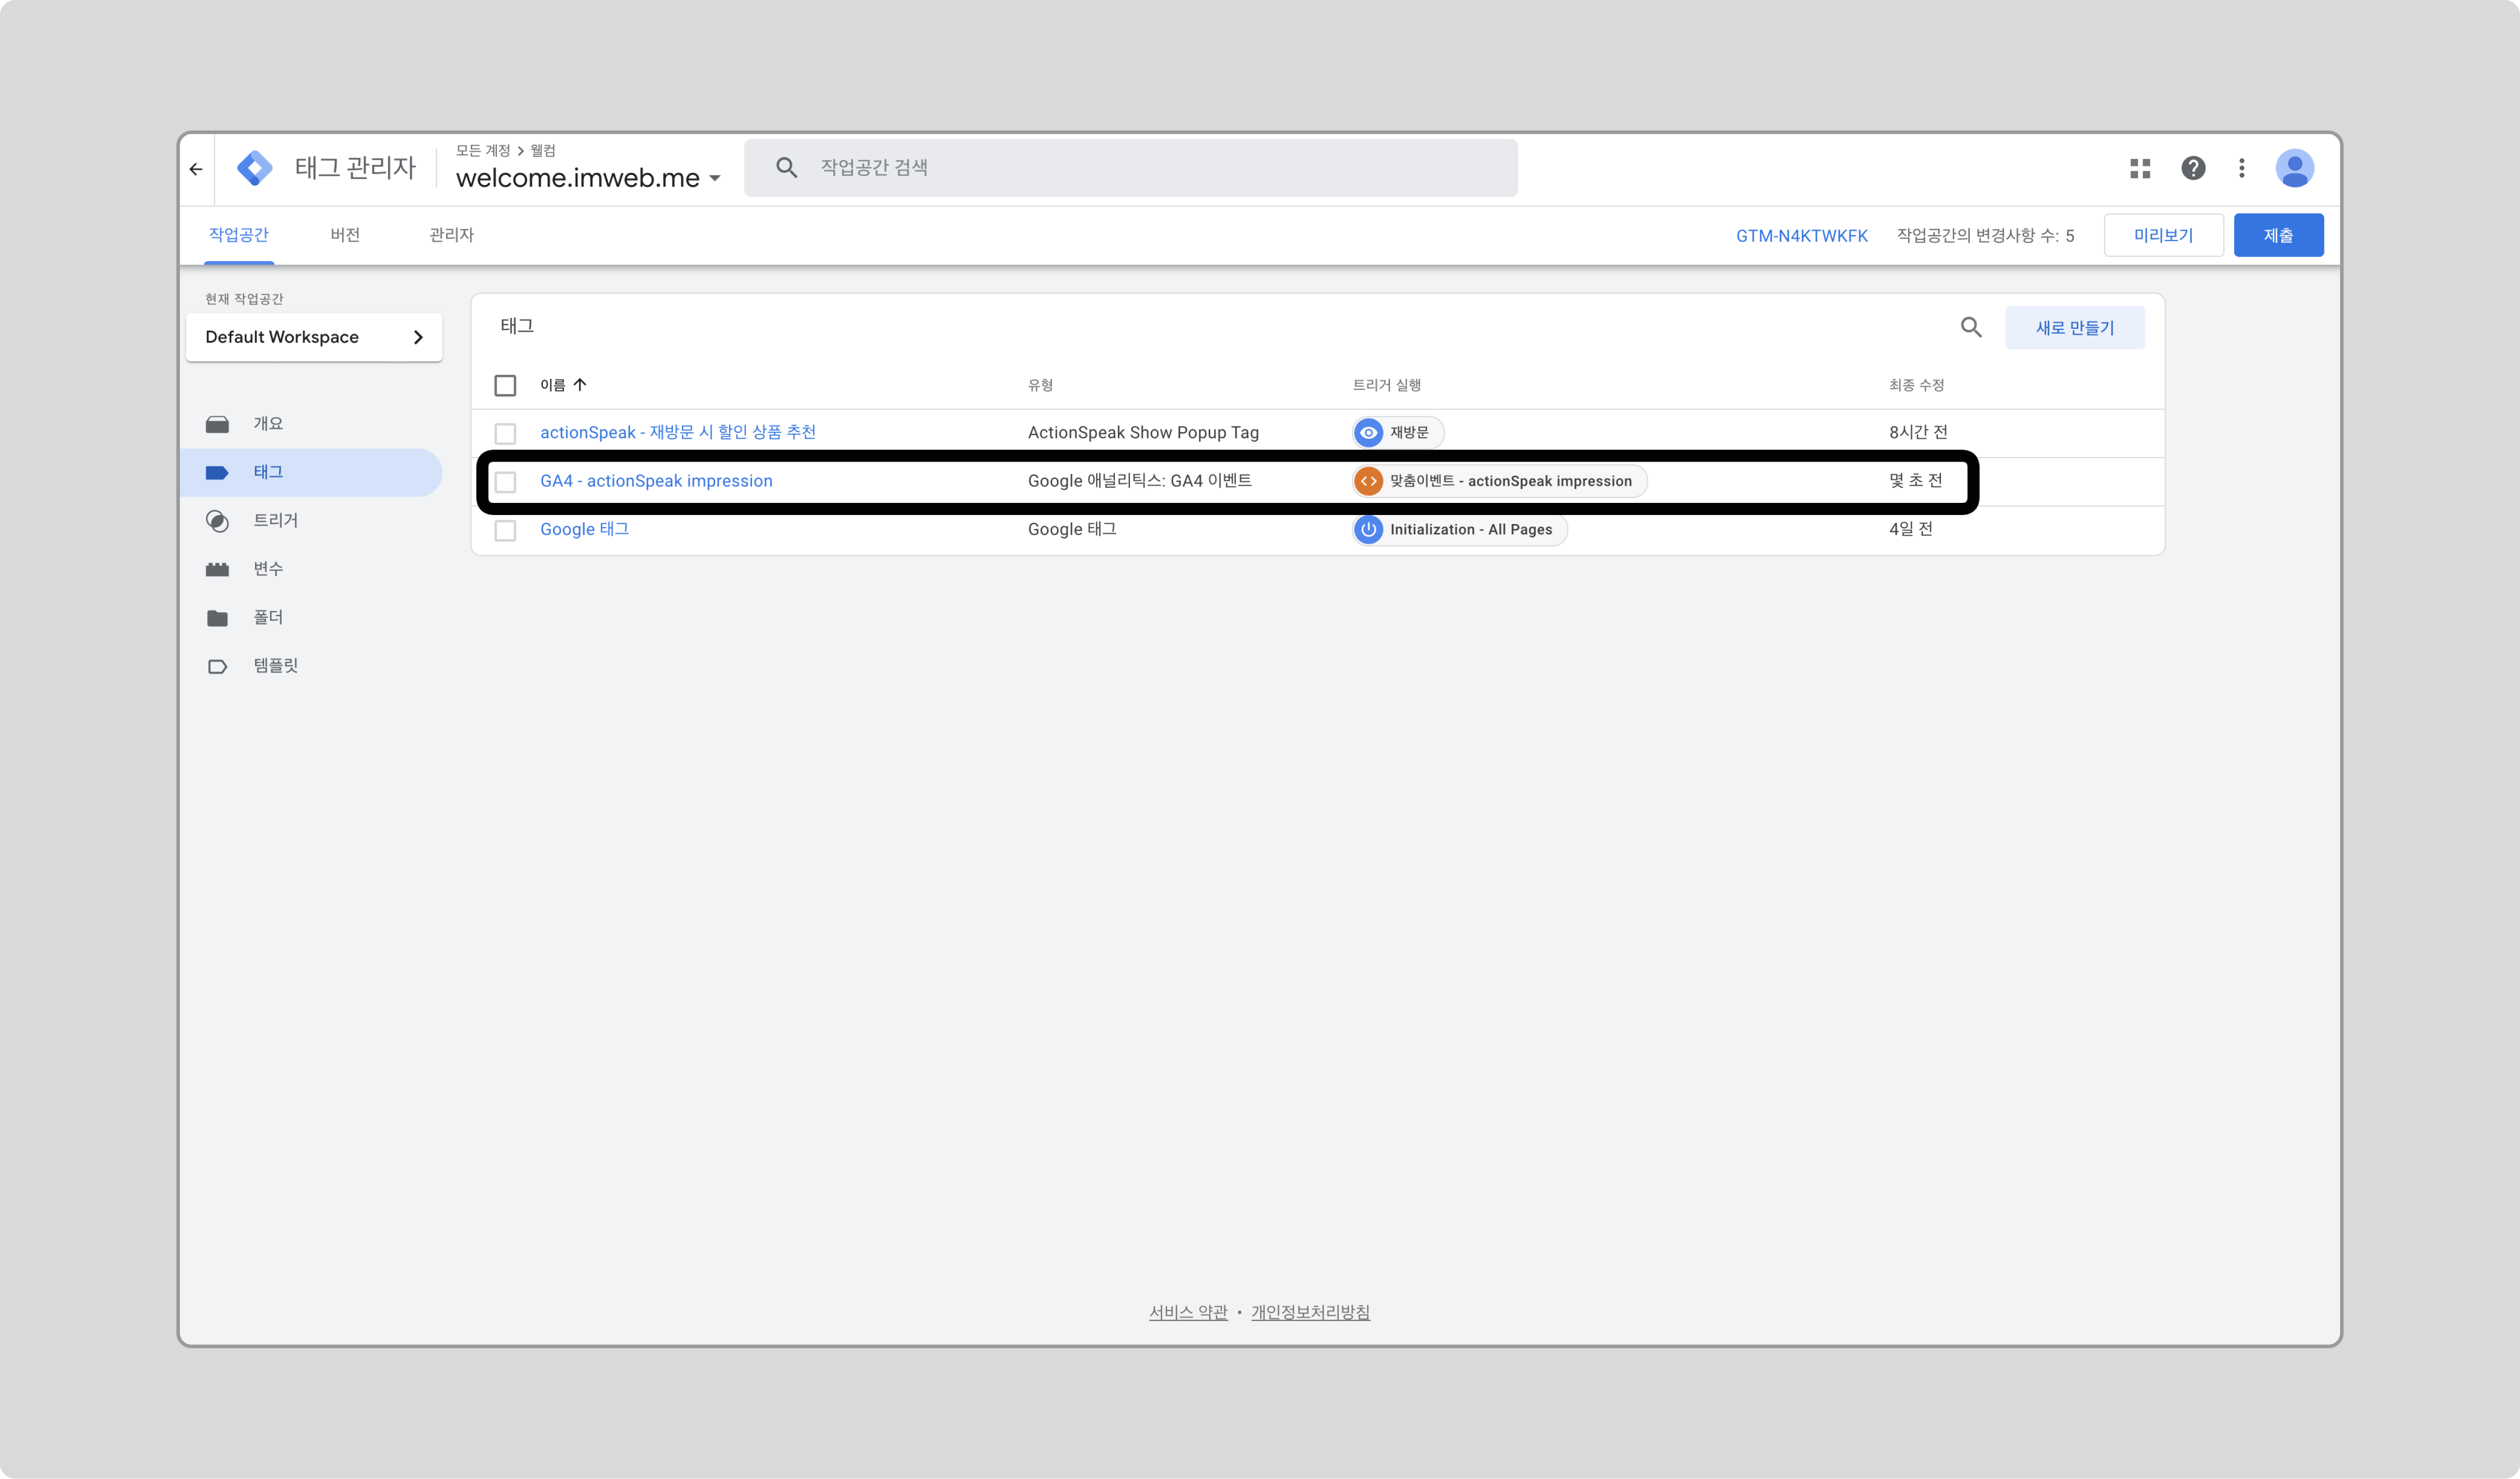 태그 관리자
모든 계정 > 웰컴
welcome.imweb.me
작업공간 검색
작업공간
버전
관리자
GTM-N4KTWKFK
작업공간의 변경사항 수: 5
미리보기
제출
현재 작업공간
Default Workspace
개요
태그
트리거
변수
폴더
템플릿
태그
새로 만들기
이름 유형 트리거 실행 최종 수정
actionSpeak - 재방문 시 할인 상품 추천 ActionSpeak Show Popup Tag 재방문 8시간 전
GA4 - actionSpeak impression Google 애널리틱스: GA4 이벤트 맞춤이벤트 - actionSpeak impression 몇 초 전
Google 태그 Google 태그 Initialization - All Pages 4일 전
서비스 약관 • 개인정보처리방침